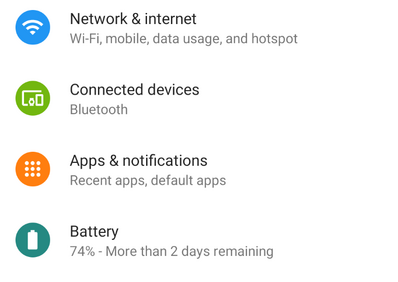 Network & internet
Wi-Fi, mobile, data usage, and hotspot
Connected devices
Bluetooth
Apps & notifications
Recent apps, default apps
Battery
74% - More than 2 days remaining